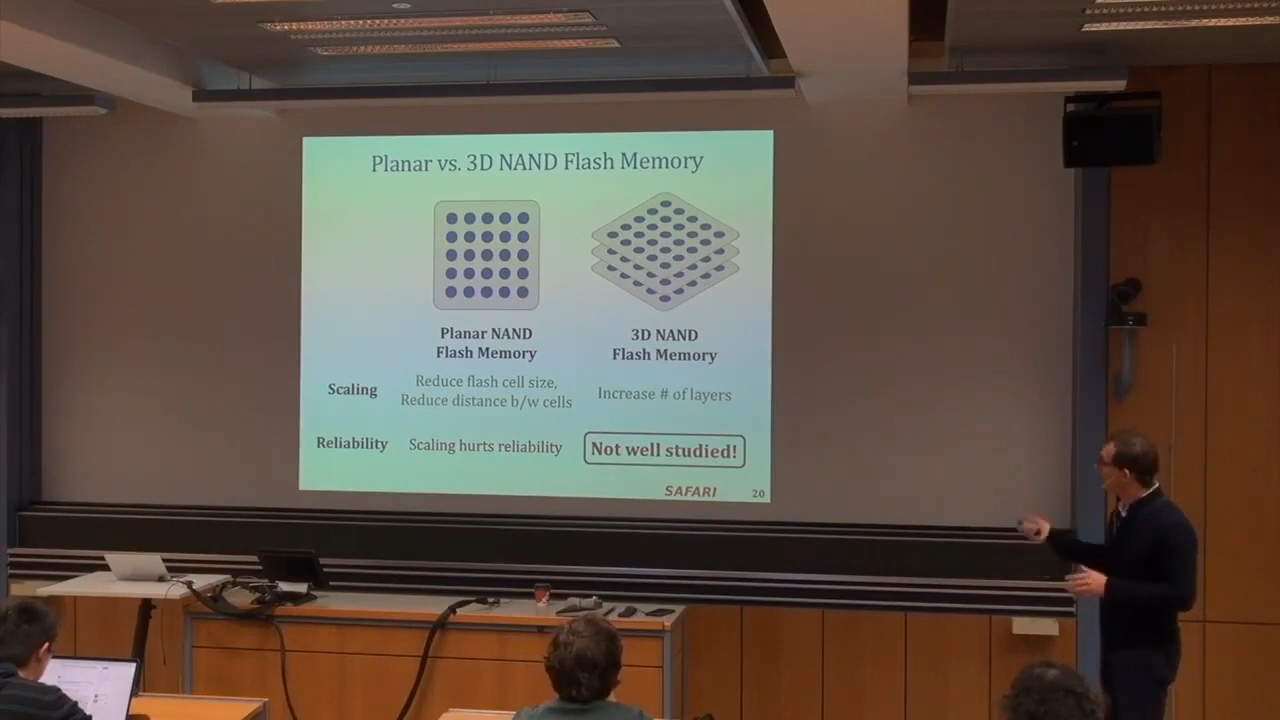 Planar vs. 3D NAND Flash Memory
Planar NAND
Flash Memory
3D NAND
Flash Memory
Scaling
Reduce flash cell size,
Reduce distance b/w cells
Increase # of layers
Reliability
Scaling hurts reliability
Not well studied!
SAFARI
20